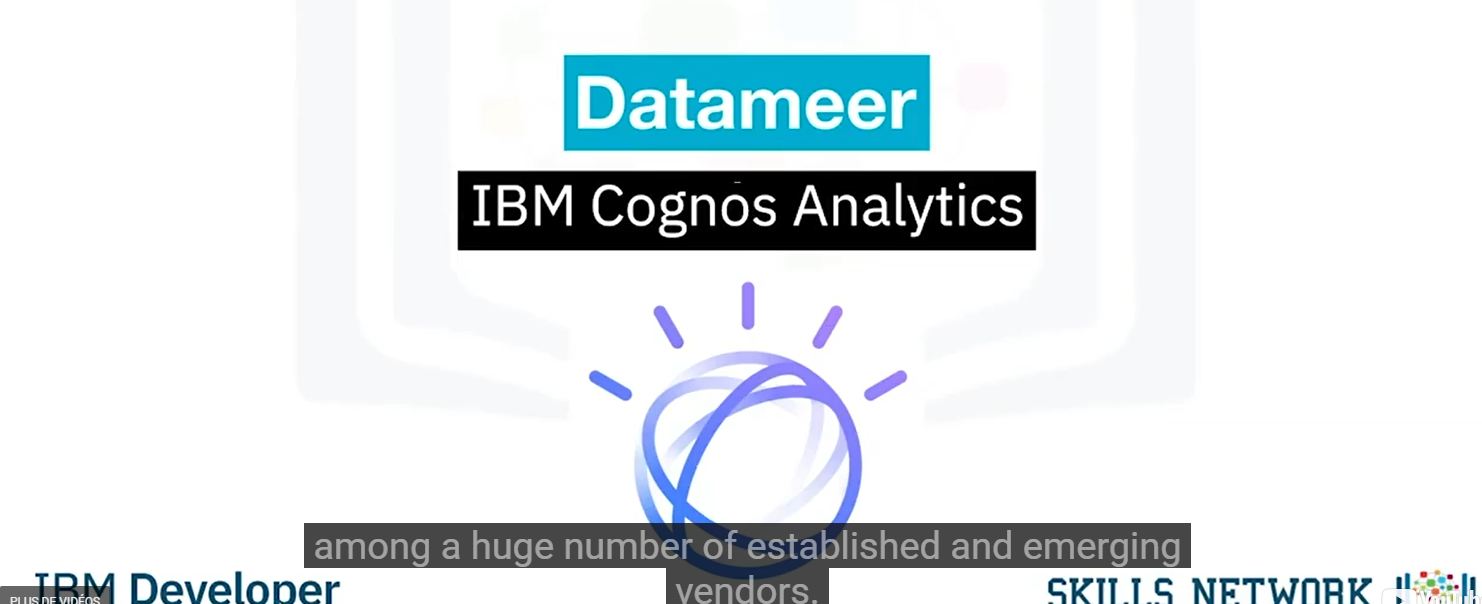 Datameer
IBM Cognos Analytics
among a huge number of established and emerging
vendors.
IBM Developer
PLUS DE VIDÉOS
SKILLS NETWORK